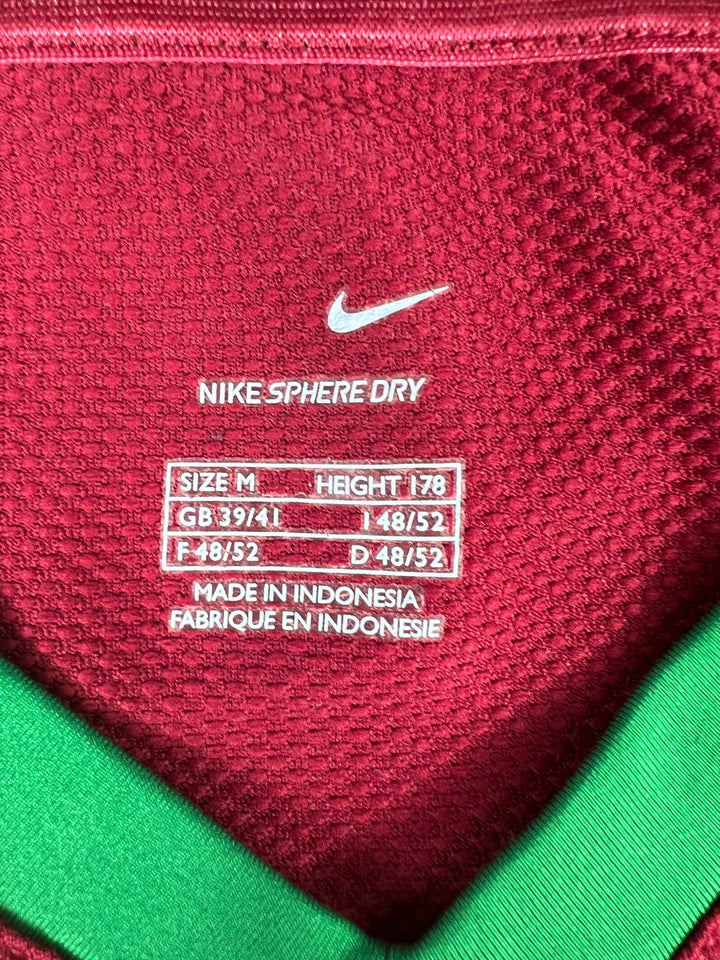 NIKE SPHERE DRY
SIZE M HEIGHT 178
GB 39/41 I 48/52
F 48/52 D 48/52
MADE IN INDONESIA
FABRIQUE EN INDONESIE